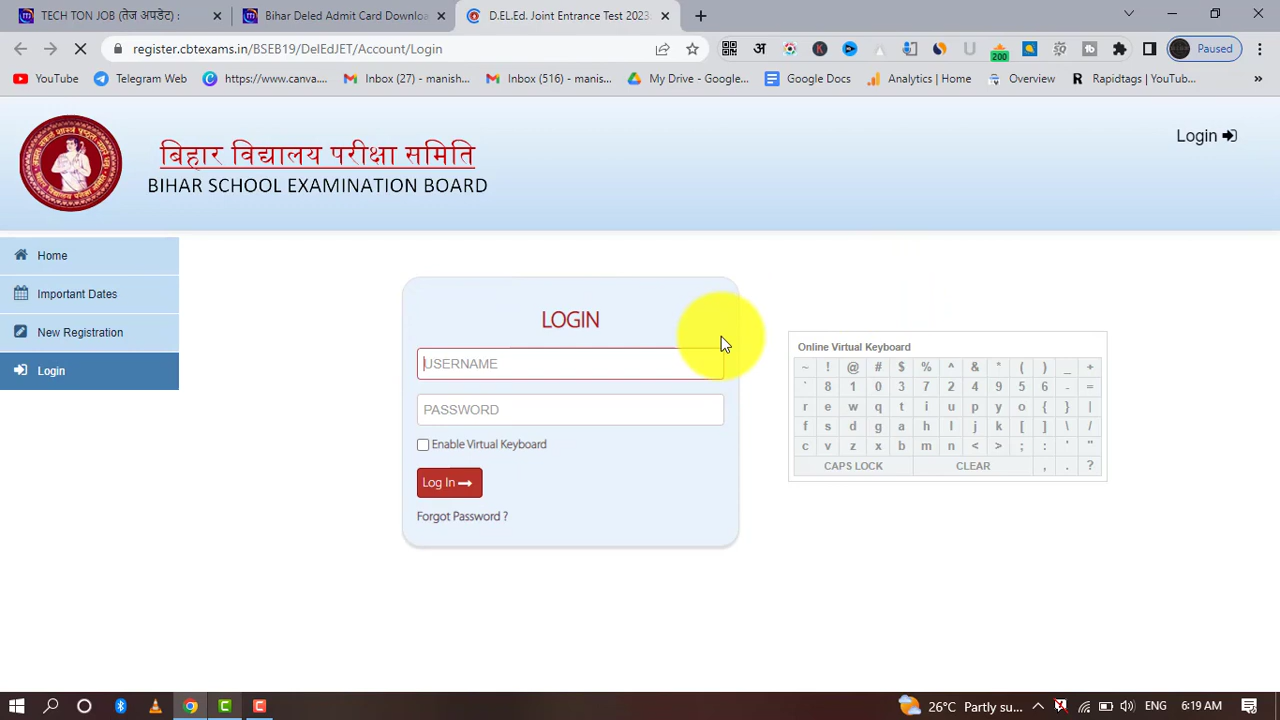 TECH TON JOB (तेज अपडेट) :
Bihar Deled Admit Card Downloa
D.EL.Ed. Joint Entrance Test 2023
register.cbtexams.in/BSEB19/DelEdJET/Account/Login
अ
K
200
Paused
YouTube
Telegram Web
https://www.canva....
Inbox (27) - manish...
Inbox (516) - manis...
My Drive - Google...
Google Docs
Analytics | Home
Overview
Rapidtags | YouTub...
»
बिहार विद्यालय परीक्षा समिति
BIHAR SCHOOL EXAMINATION BOARD
Login
Home
Important Dates
New Registration
Login
LOGIN
USERNAME
PASSWORD
Enable Virtual Keyboard
Log In
Forgot Password ?
Online Virtual Keyboard
~ ! @ # $ % ^ & * ( ) _ +
` 8 1 0 3 7 2 4 9 5 6 - =
r e w q t i u p y o { } |
f s d g a h l j k [ ] \ /
c v z x b m n < > ; : ' "
CAPS LOCK CLEAR , . ?
26°C Partly su...
ENG
6:19 AM